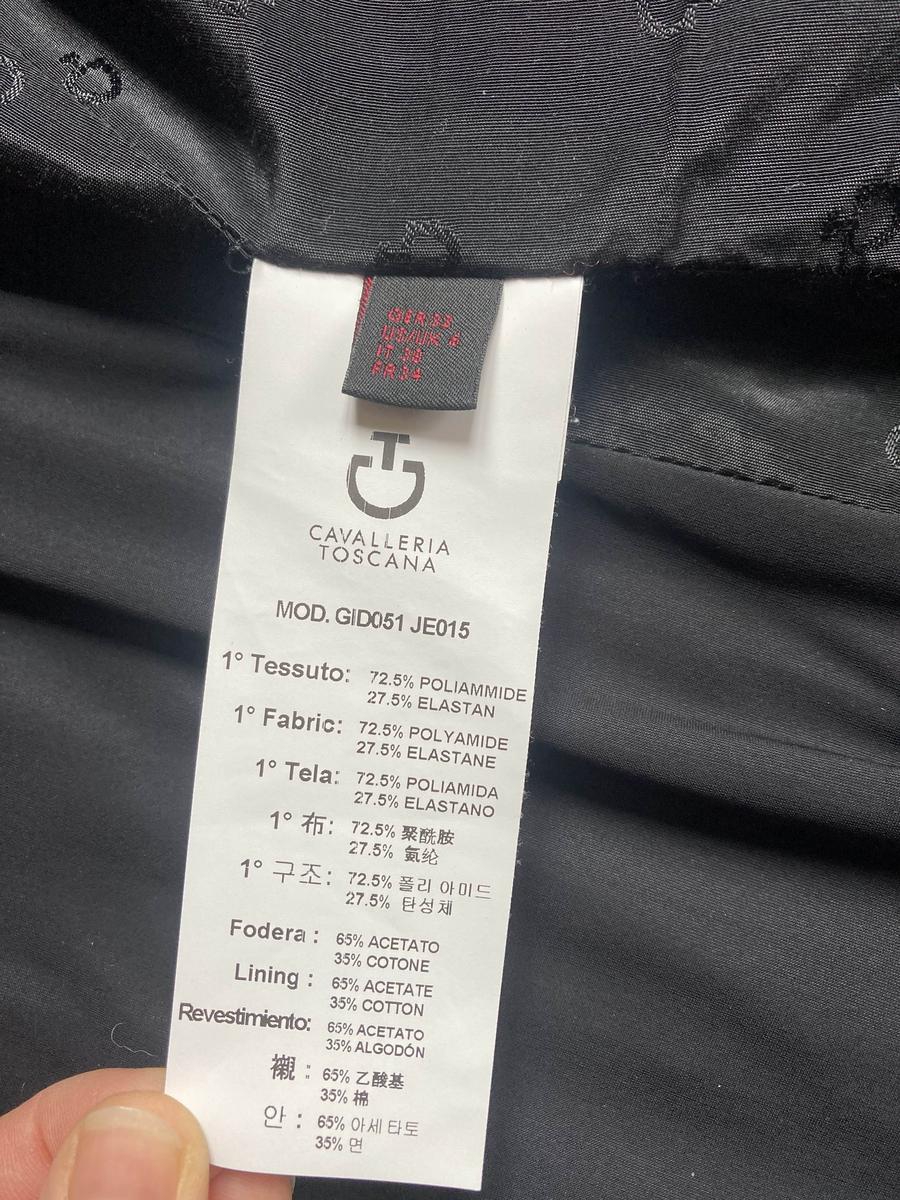 GER 33
US/UK 6
IT 38
FR 34
CAVALLERIA
TOSCANA
MOD. GID051 JE015
1° Tessuto: 72.5% POLIAMMIDE
27.5% ELASTAN
1° Fabric: 72.5% POLYAMIDE
27.5% ELASTANE
1° Tela: 72.5% POLIAMIDA
27.5% ELASTANO
1° 布: 72.5% 聚酰胺
27.5% 氨纶
1° 구조: 72.5% 폴리 아미드
27.5% 탄성체
Fodera : 65% ACETATO
35% COTONE
Lining : 65% ACETATE
35% COTTON
Revestimiento: 65% ACETATO
35% ALGODÓN
襯 : 65% 乙酸基
35% 棉
안 : 65% 아세 타토
35% 면